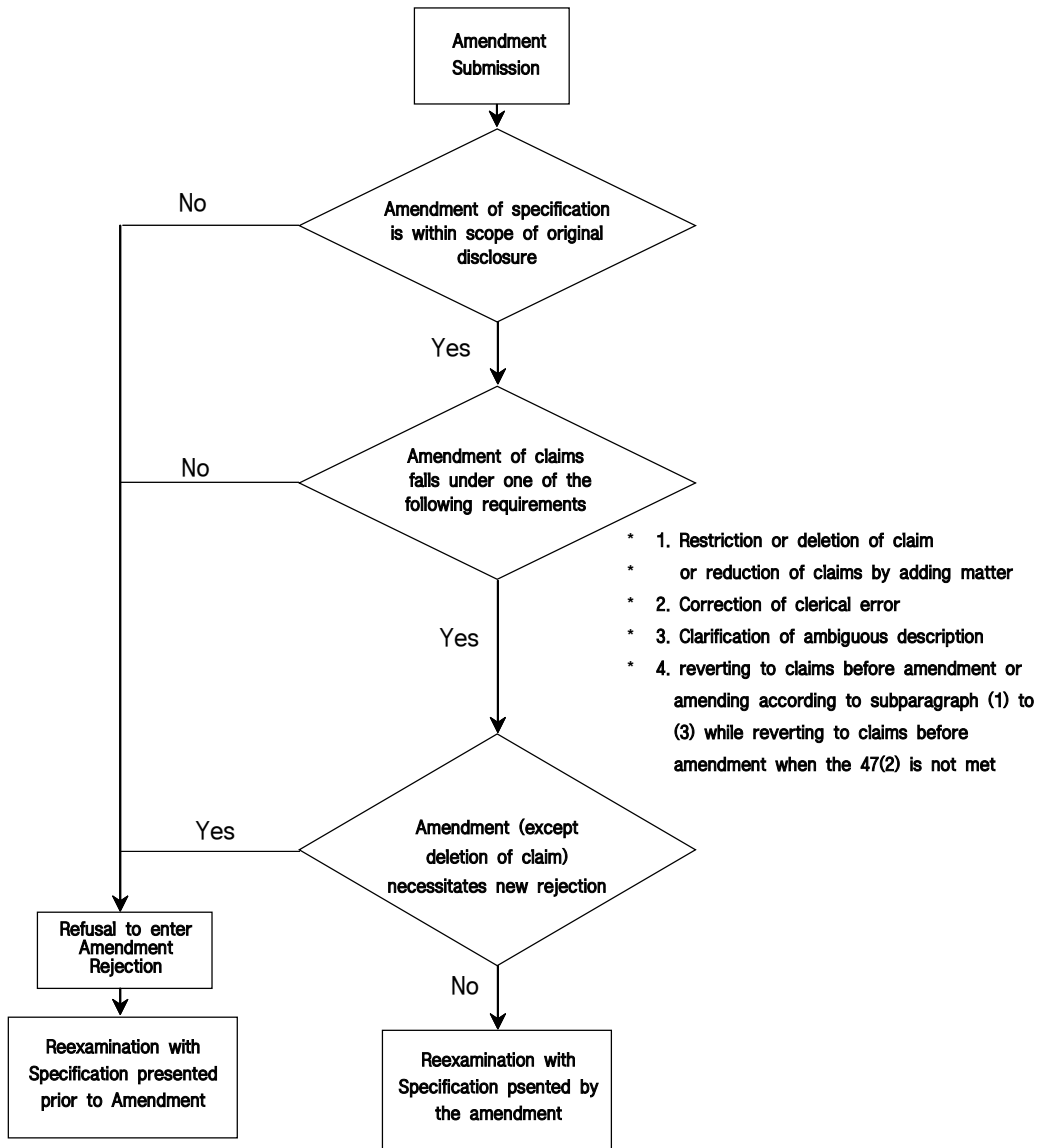 Amendment
Submission
No
Amendment of specification
is within scope of original
disclosure
Yes
No
Amendment of claims
falls under one of the
following requirements
* 1. Restriction or deletion of claim
* or reduction of claims by adding matter
* 2. Correction of clerical error
* 3. Clarification of ambiguous description
* 4. reverting to claims before amendment or
amending according to subparagraph (1) to
(3) while reverting to claims before
amendment when the 47(2) is not met
Yes
Yes
Amendment (except
deletion of claim)
necessitates new rejection
Refusal to enter
Amendment
Rejection
No
Reexamination with
Specification presented
prior to Amendment
Reexamination with
Specification psented by
the amendment